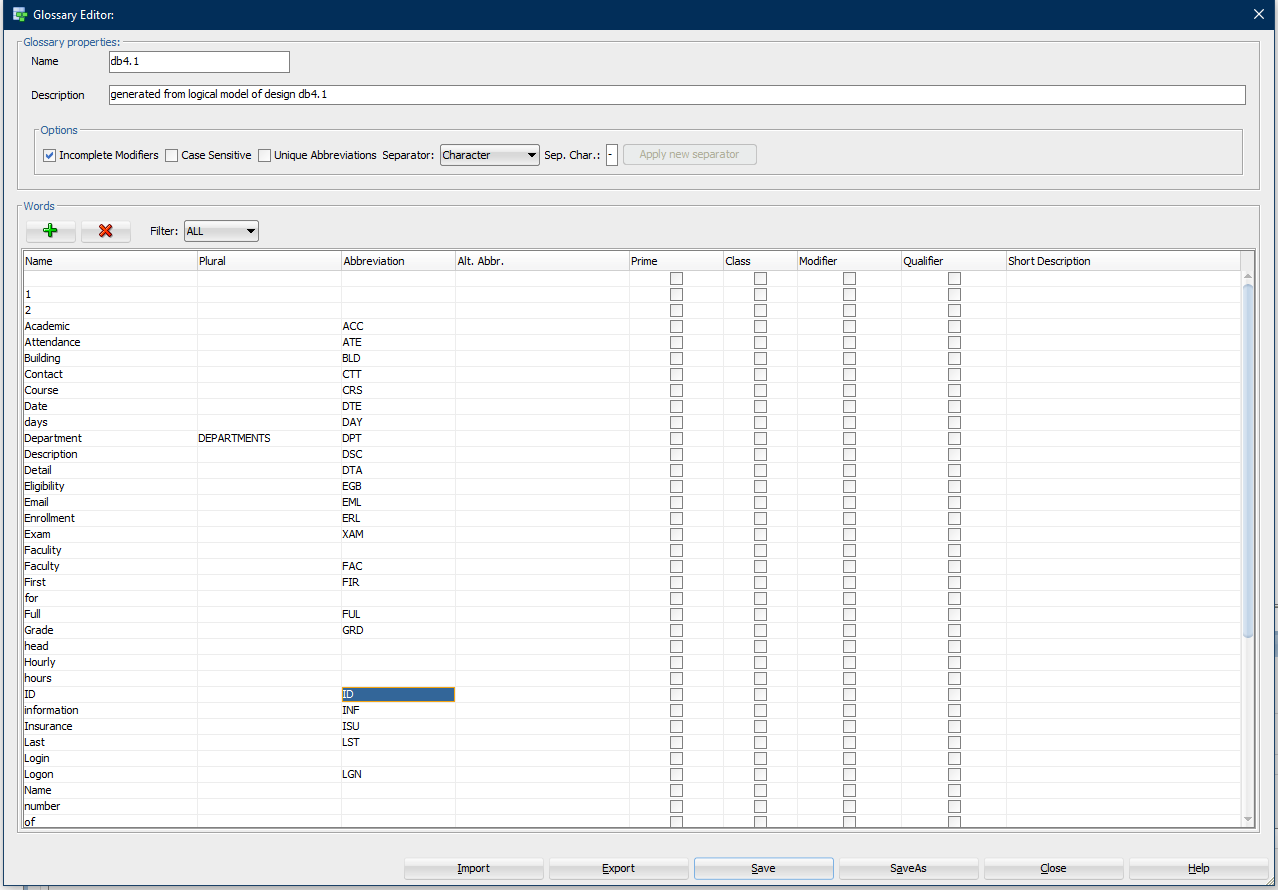 Glossary Editor:
Glossary properties:
Name db4.1
Description generated from logical model of design db4.1
Options
Incomplete Modifiers Case Sensitive Unique Abbreviations Separator: Character Sep. Char.: - Apply new separator
Words
Filter: ALL
Name Plural Abbreviation Alt. Abbr. Prime Class Modifier Qualifier Short Description
1
2
Academic ACC
Attendance ATE
Building BLD
Contact CTT
Course CRS
Date DTE
days DAY
Department DEPARTMENTS DPT
Description DSC
Detail DTA
Eligibility EGB
Email EML
Enrollment ERL
Exam XAM
Faculity
Faculty FAC
First FIR
for
Full FUL
Grade GRD
head
Hourly
hours
ID ID
information INF
Insurance ISU
Last LST
Login
Logon LGN
Name
number
of
Import Export Save SaveAs Close Help